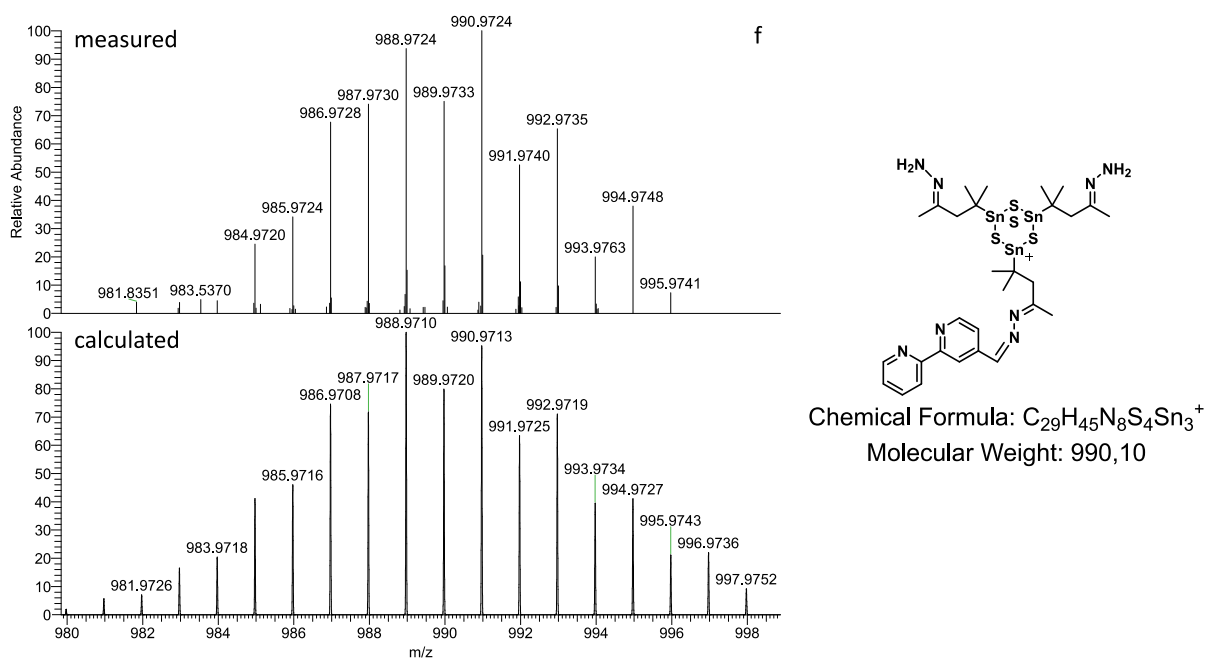 measured
f
Relative Abundance
100
90
80
70
60
50
40
30
20
10
0
981.8351
983.5370
984.9720
985.9724
986.9728
987.9730
988.9724
989.9733
990.9724
991.9740
992.9735
993.9763
994.9748
995.9741
calculated
100
90
80
70
60
50
40
30
20
10
0
981.9726
983.9718
985.9716
986.9708
987.9717
988.9710
989.9720
990.9713
991.9725
992.9719
993.9734
994.9727
995.9743
996.9736
997.9752
980 982 984 986 988 990 992 994 996 998
m/z
H₂N
N
N
NH₂
S
Sn
S
Sn
S
S
Sn
+
N
N
N
N
Chemical Formula: C₂₉H₄₅N₈S₄Sn₃⁺
Molecular Weight: 990,10